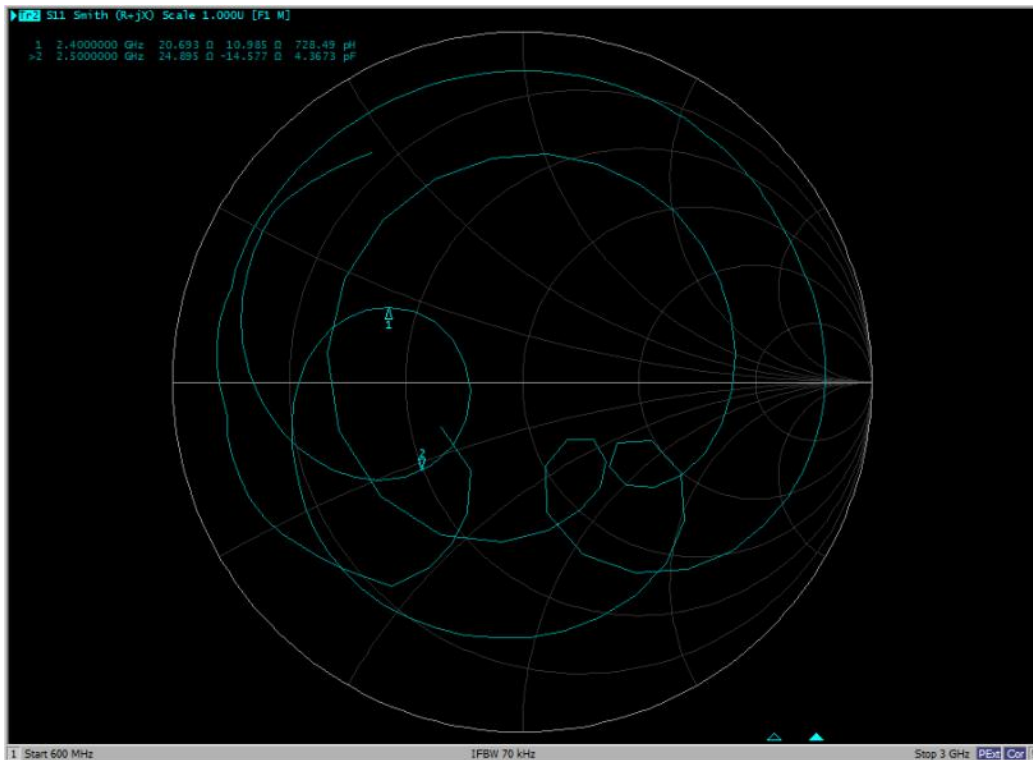 Tr2 S11 Smith (R+jX) Scale 1.000U [F1 M]
1 2.4000000 GHz 20.693 Ω 10.985 Ω 728.49 pH
>2 2.5000000 GHz 24.895 Ω -14.577 Ω 4.3673 pF
1
2
1 Start 600 MHz IFBW 70 kHz Stop 3 GHz PExt Cor